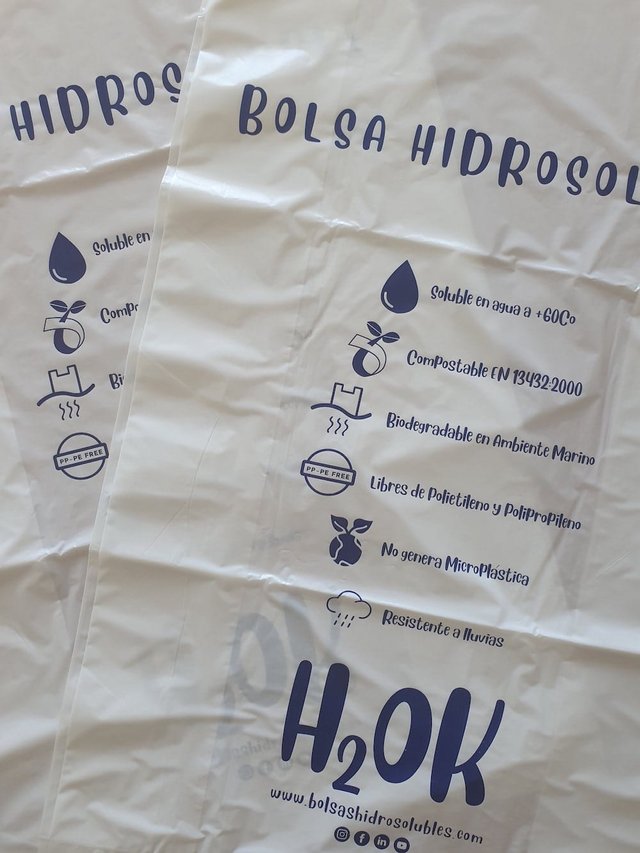 HIDROS
Soluble en
Comp
Bi
PP-PE FREE
BOLSA HIDROSOL
Soluble en agua a +60Co
Compostable EN 13432:2000
Biodegradable en Ambiente Marino
PP-PE FREE
Libres de Polietileno y Polipropileno
No genera MicroPlástica
Resistente a lluvias
H2OK
www.bolsashidrosolubles.com